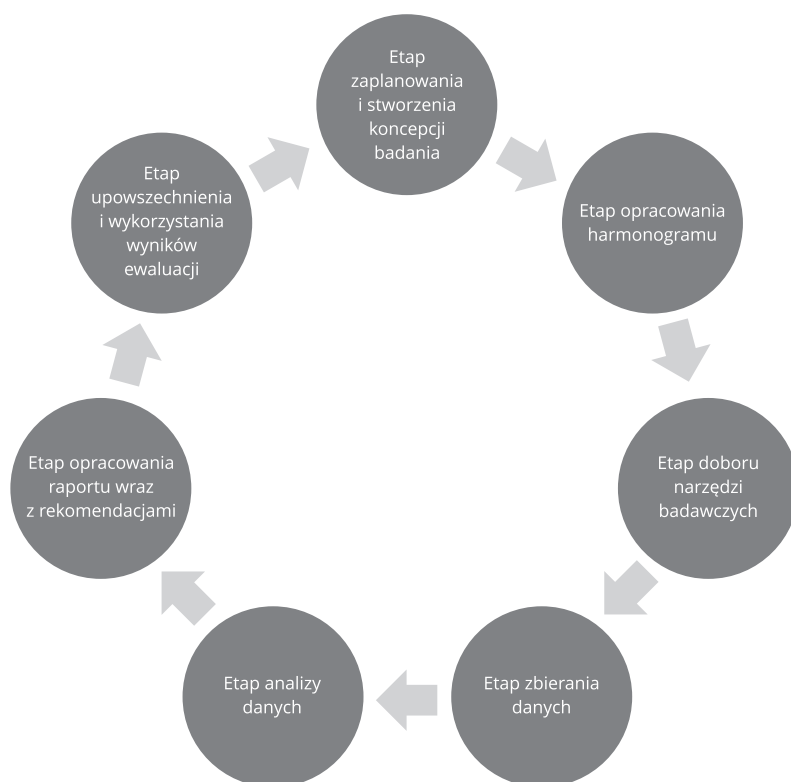 Etap
zaplanowania
i stworzenia
koncepcji
badania
Etap opracowania
harmonogramu
Etap doboru
narzędzi
badawczych
Etap zbierania
danych
Etap analizy
danych
Etap opracowania
raportu wraz
z rekomendacjami
Etap
upowszechnienia
i wykorzystania
wyników
ewaluacji